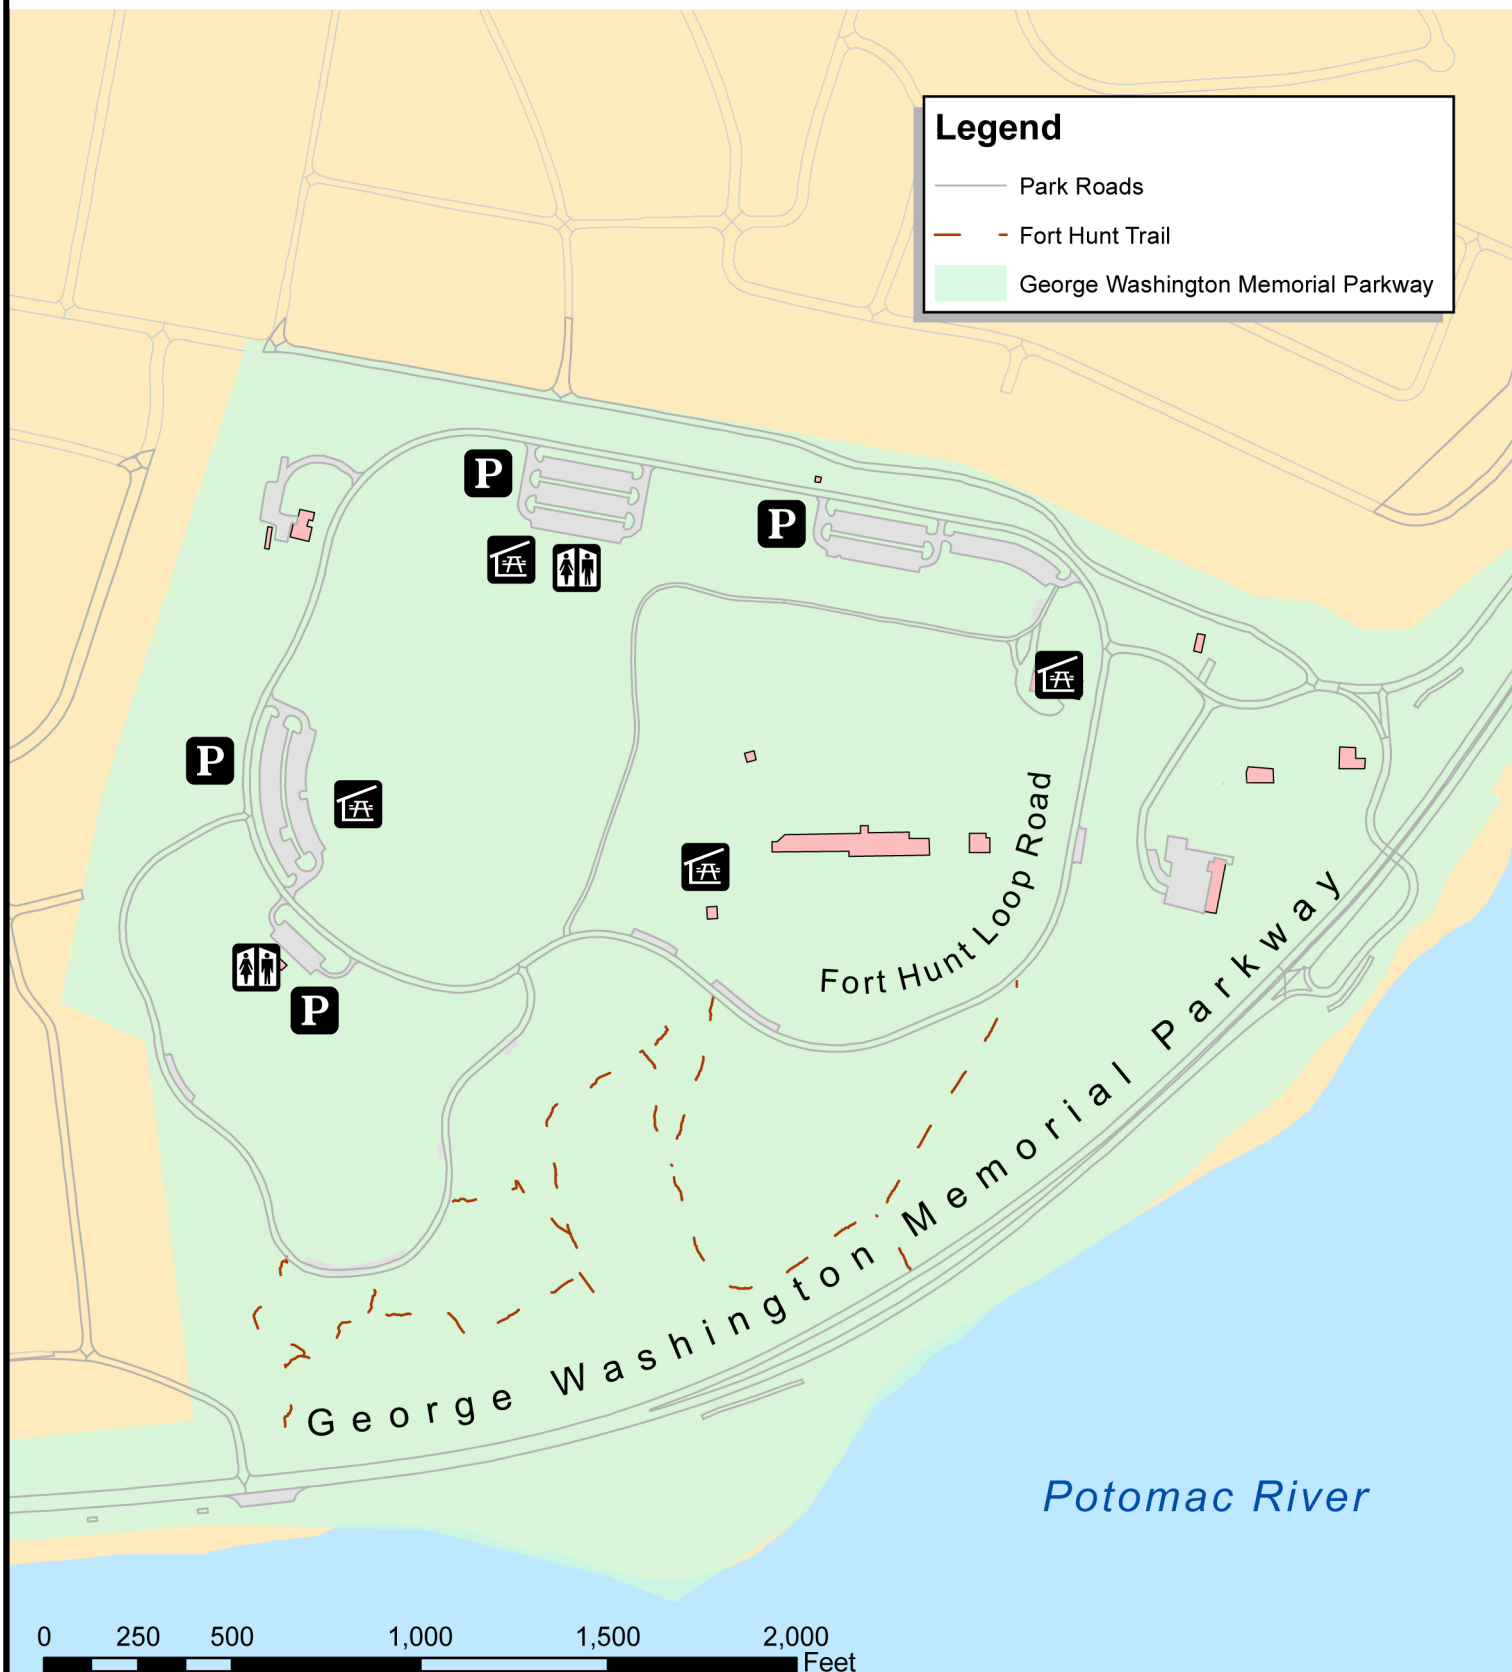 Legend
Park Roads
Fort Hunt Trail
George Washington Memorial Parkway
P
P
P
P
Fort Hunt Loop Road
George Washington Memorial Parkway
Potomac River
0 250 500 1,000 1,500 2,000
Feet